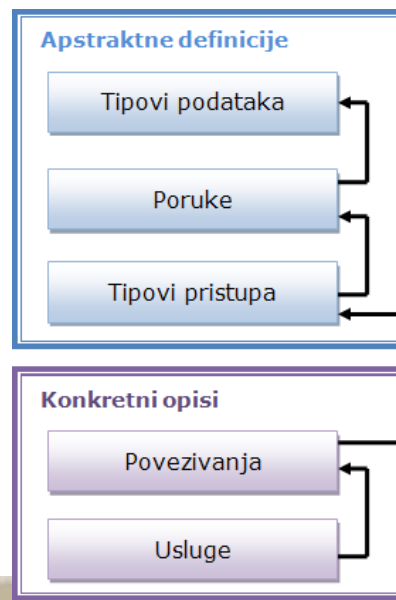 Apstraktne definicije
Tipovi podataka
Poruke
Tipovi pristupa
Konkretni opisi
Povezivanja
Usluge